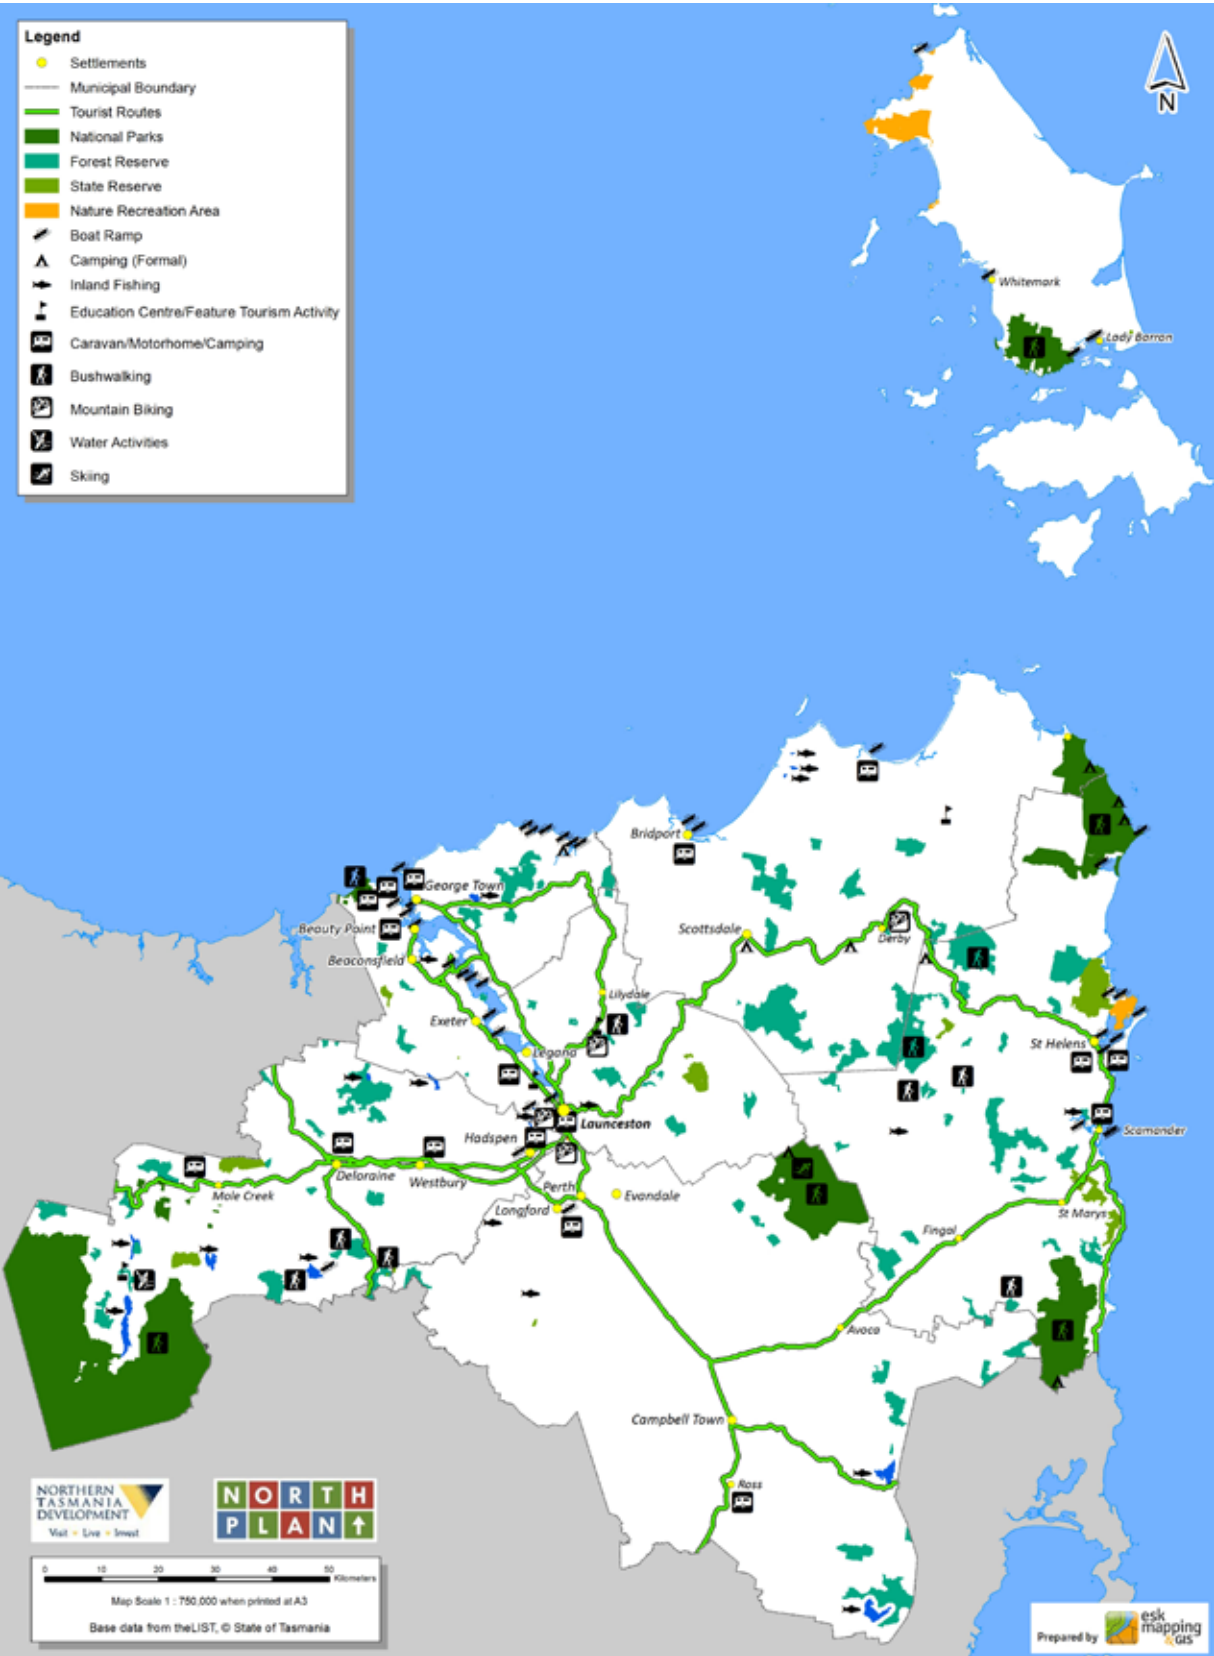 Legend
Settlements
Municipal Boundary
Tourist Routes
National Parks
Forest Reserve
State Reserve
Nature Recreation Area
Boat Ramp
Camping (Formal)
Inland Fishing
Education Centre/Feature Tourism Activity
Caravan/Motorhome/Camping
Bushwalking
Mountain Biking
Water Activities
Skiing
N
Whitemark
Lady Barron
Bridport
George Town
Beauty Point
Beaconsfield
Scottsdale
Derby
Lilydale
Exeter
Legana
St Helens
Launceston
Hadspen
Scamander
Deloraine
Westbury
Mole Creek
Perth
Evandale
Longford
St Marys
Fingal
Avoca
Campbell Town
Ross
NORTHERN
TASMANIA
DEVELOPMENT
Visit • Live • Invest
NORTH
PLAN
0 10 20 30 40 50
Kilometers
Map Scale 1 : 750,000 when printed at A3
Base data from theLIST, © State of Tasmania
Prepared by
esk
mapping
&GIS